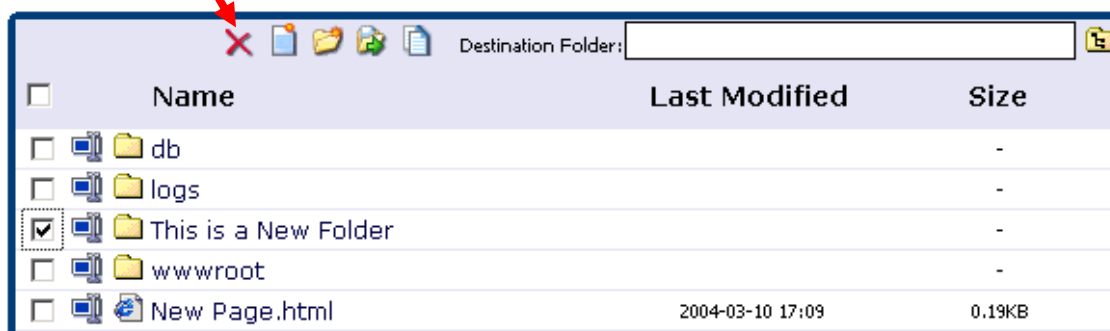 Destination Folder:
Name Last Modified Size
db -
logs -
This is a New Folder -
wwwroot -
New Page.html 2004-03-10 17:09 0.19KB